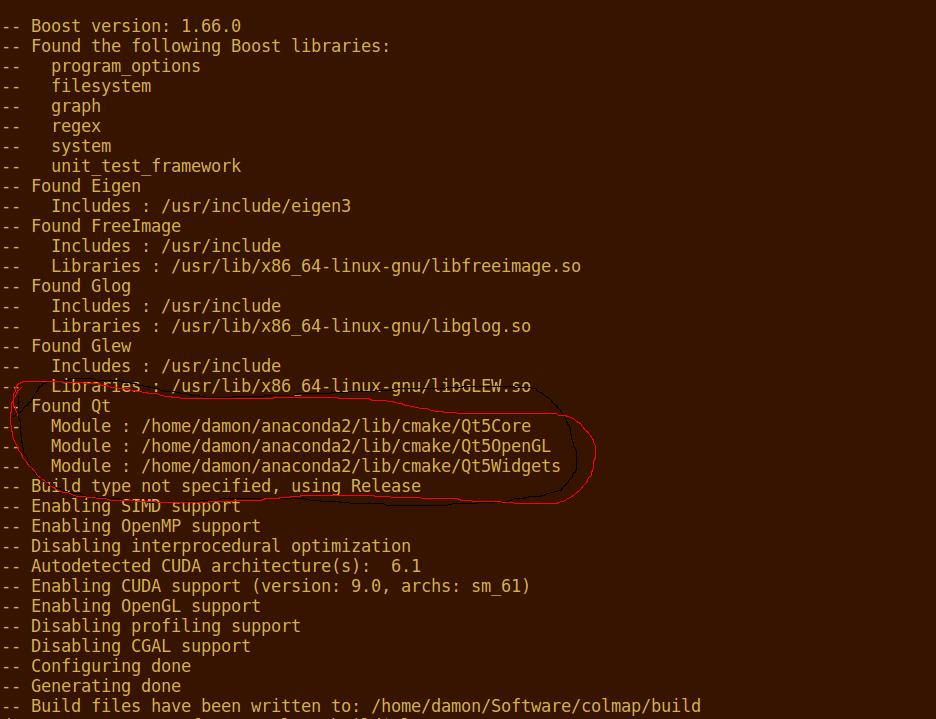 -- Boost version: 1.66.0
-- Found the following Boost libraries:
--   program_options
--   filesystem
--   graph
--   regex
--   system
--   unit_test_framework
-- Found Eigen
--   Includes : /usr/include/eigen3
-- Found FreeImage
--   Includes : /usr/include
--   Libraries : /usr/lib/x86_64-linux-gnu/libfreeimage.so
-- Found Glog
--   Includes : /usr/include
--   Libraries : /usr/lib/x86_64-linux-gnu/libglog.so
-- Found Glew
--   Includes : /usr/include
--   Libraries : /usr/lib/x86_64-linux-gnu/libGLEW.so
-- Found Qt
--   Module : /home/damon/anaconda2/lib/cmake/Qt5Core
--   Module : /home/damon/anaconda2/lib/cmake/Qt5OpenGL
--   Module : /home/damon/anaconda2/lib/cmake/Qt5Widgets
-- Build type not specified, using Release
-- Enabling SIMD support
-- Enabling OpenMP support
-- Disabling interprocedural optimization
-- Autodetected CUDA architecture(s):  6.1
-- Enabling CUDA support (version: 9.0, archs: sm_61)
-- Enabling OpenGL support
-- Disabling profiling support
-- Disabling CGAL support
-- Configuring done
-- Generating done
-- Build files have been written to: /home/damon/Software/colmap/build